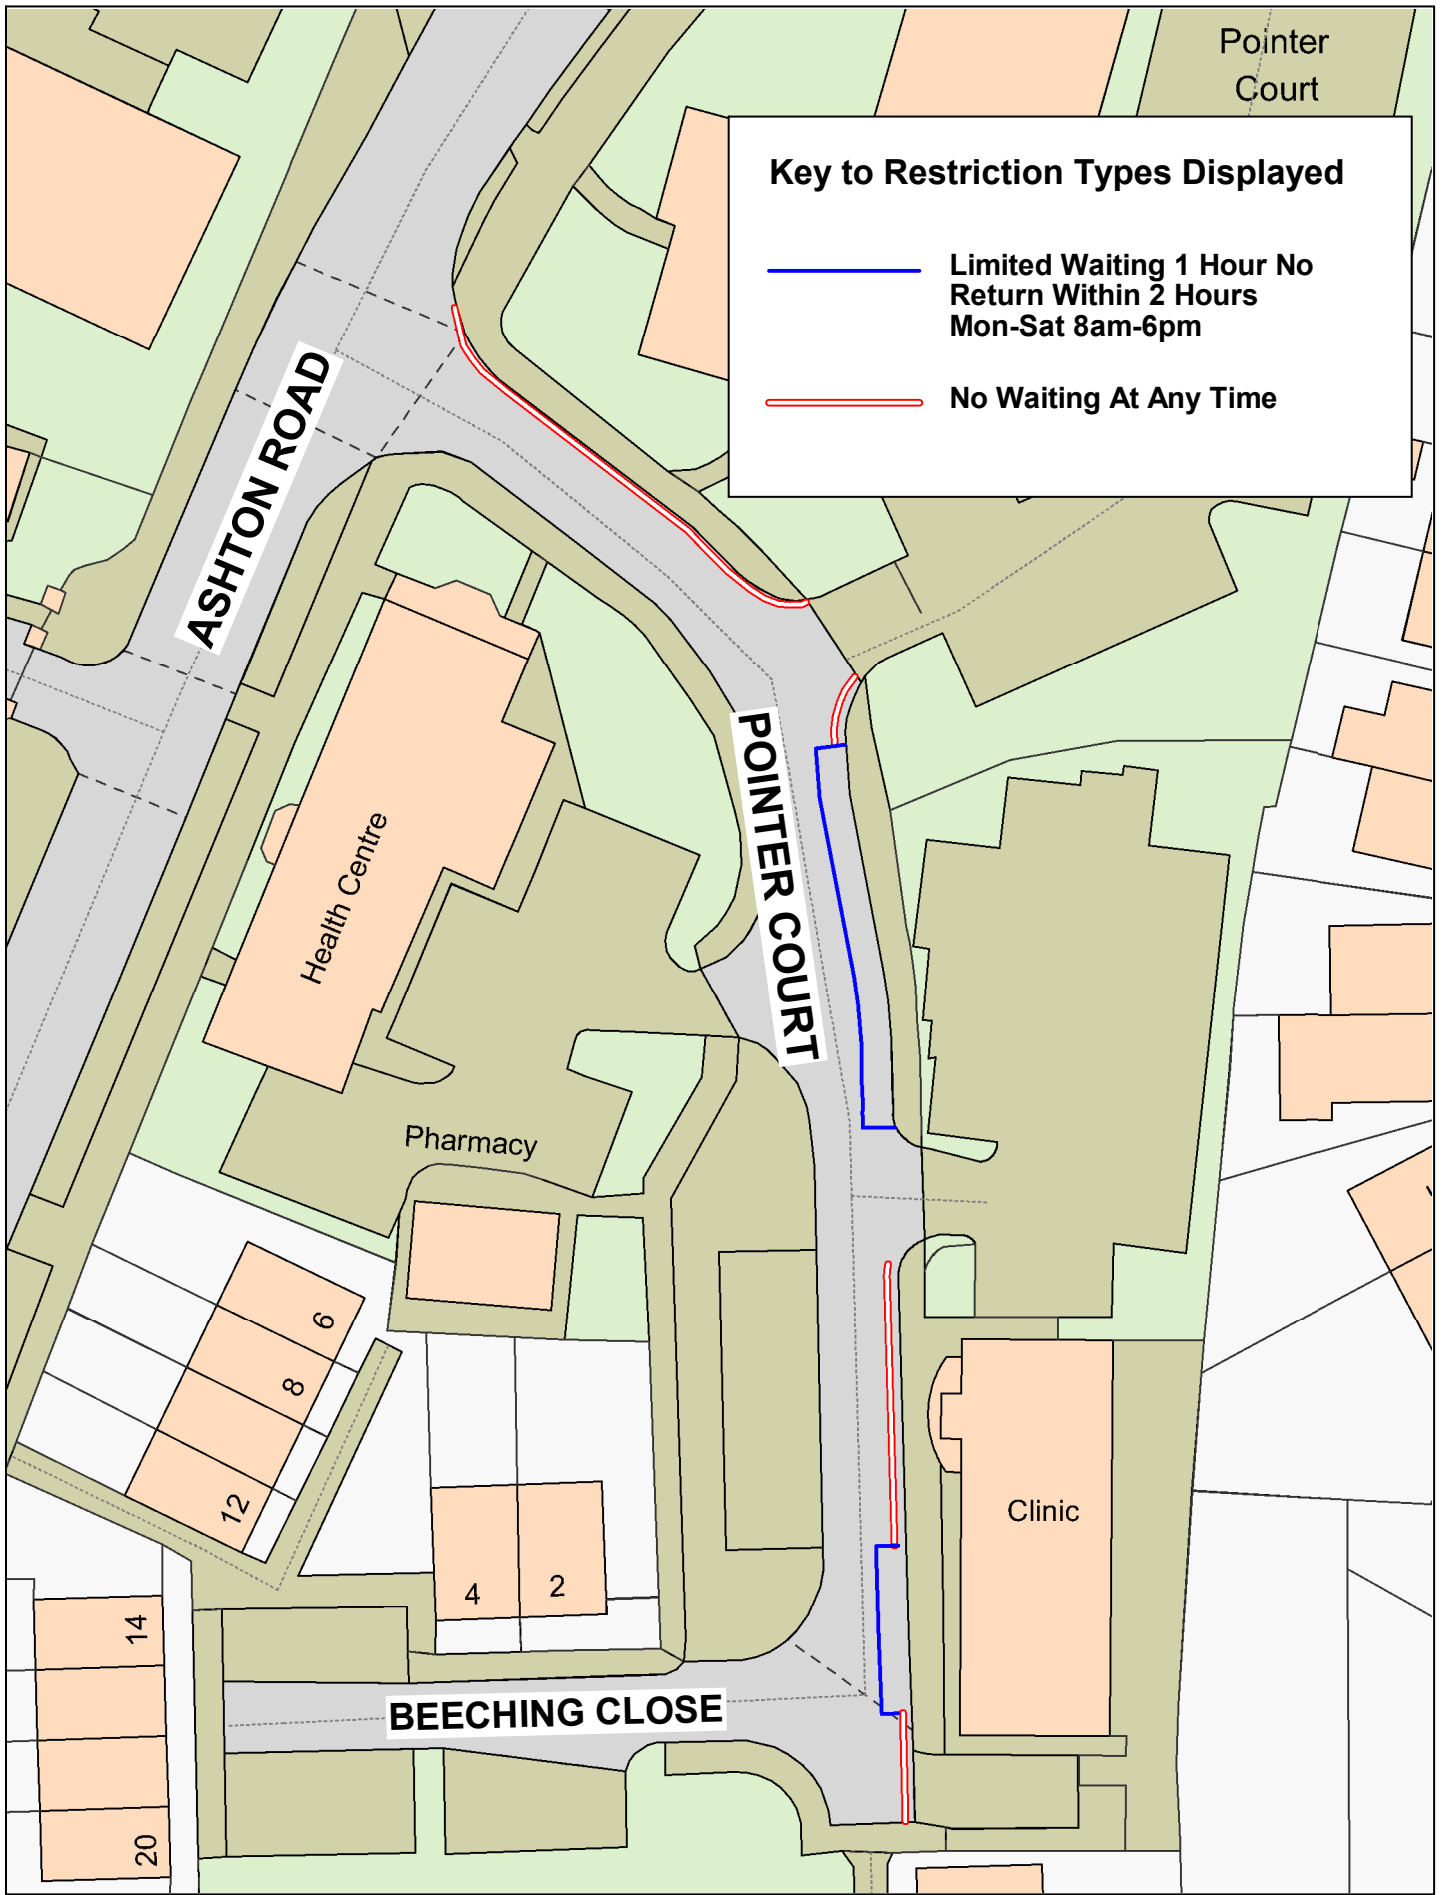 Pointer
Court
Key to Restriction Types Displayed
Limited Waiting 1 Hour No
Return Within 2 Hours
Mon-Sat 8am-6pm
No Waiting At Any Time
ASHTON ROAD
POINTER COURT
Health Centre
Pharmacy
6
8
12
Clinic
4
2
14
BEECHING CLOSE
20